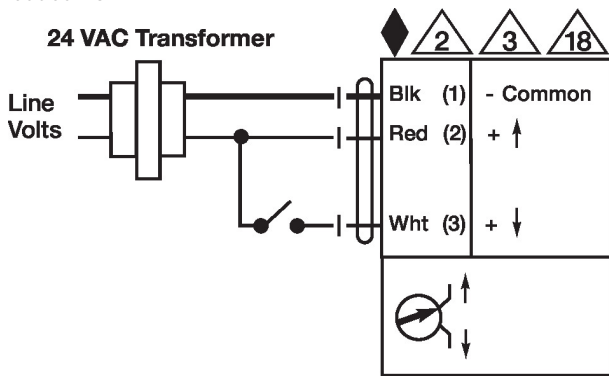 24 VAC Transformer
2 3 18
Line
Volts
Blk (1) - Common
Red (2) + ↑
Wht (3) + ↓